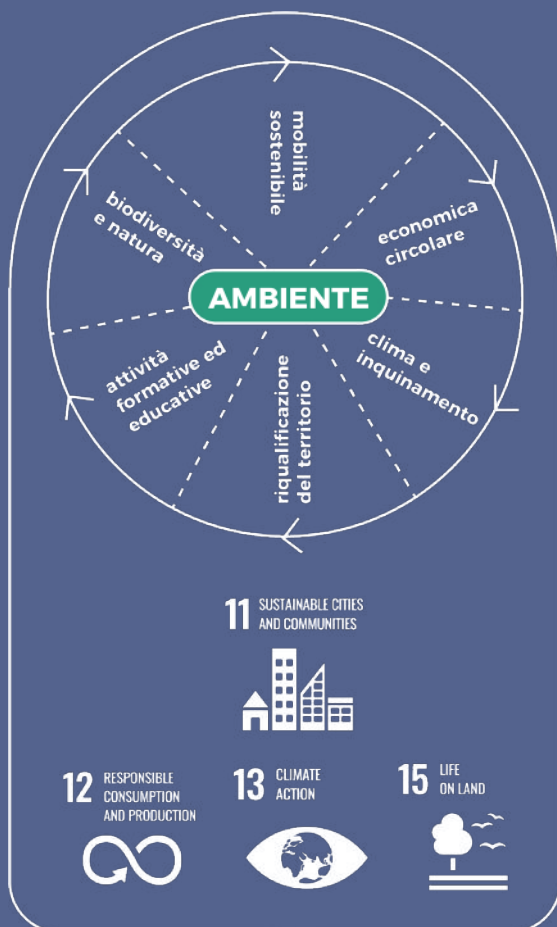 mobilità
sostenibile
economica
circolare
clima e
inquinamento
riqualificazione
del territorio
attività
formative ed
educative
biodiversità
e natura
AMBIENTE
11 SUSTAINABLE CITIES
AND COMMUNITIES
12 RESPONSIBLE
CONSUMPTION
AND PRODUCTION
13 CLIMATE
ACTION
15 LIFE
ON LAND